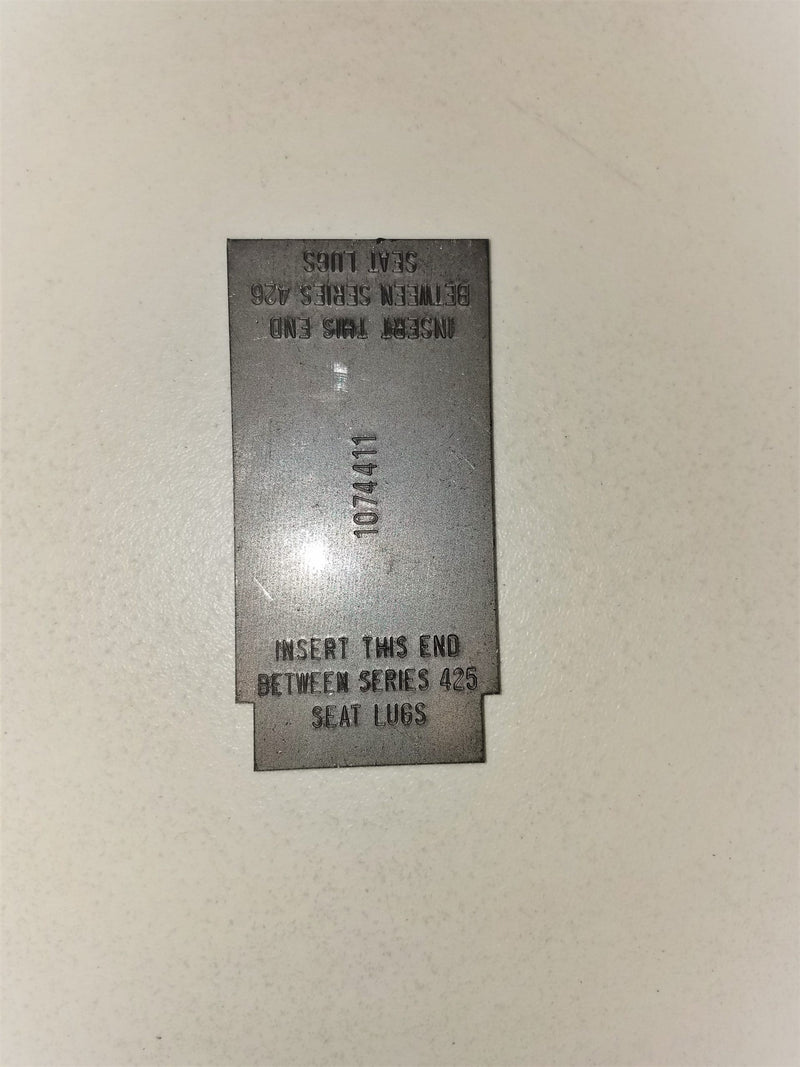 INSERT THIS END
BETWEEN SERIES 426
SEAT LUGS
1074411
INSERT THIS END
BETWEEN SERIES 425
SEAT LUGS